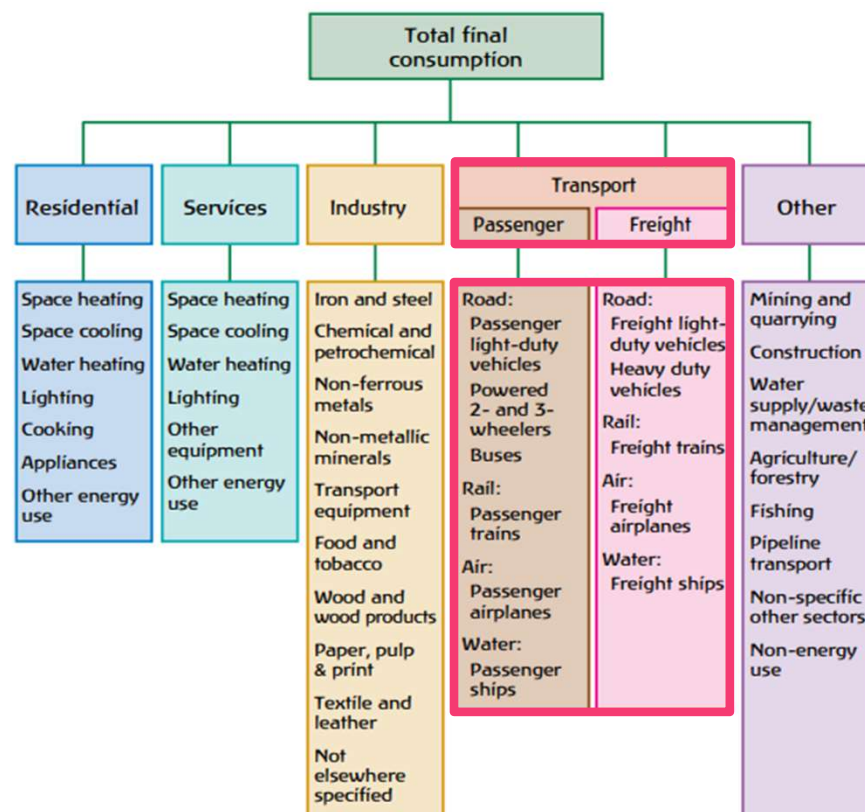 Total final
consumption
Residential
Services
Industry
Transport
Passenger
Freight
Other
Space heating
Space cooling
Water heating
Lighting
Cooking
Appliances
Other energy
use
Space heating
Space cooling
Water heating
Lighting
Other
equipment
Other energy
use
Iron and steel
Chemical and
petrochemical
Non-ferrous
metals
Non-metallic
minerals
Transport
equipment
Food and
tobacco
Wood and
wood products
Paper, pulp
& print
Textile and
leather
Not
elsewhere
specified
Road:
Passenger
light-duty
vehicles
Powered
2- and 3-
wheelers
Buses
Rail:
Passenger
trains
Air:
Passenger
airplanes
Water:
Passenger
ships
Road:
Freight light-
duty vehicles
Heavy duty
vehicles
Rail:
Freight trains
Air:
Freight
airplanes
Water:
Freight ships
Mining and
quarrying
Construction
Water
supply/waste
management
Agriculture/
forestry
Fishing
Pipeline
transport
Non-specific
other sectors
Non-energy
use